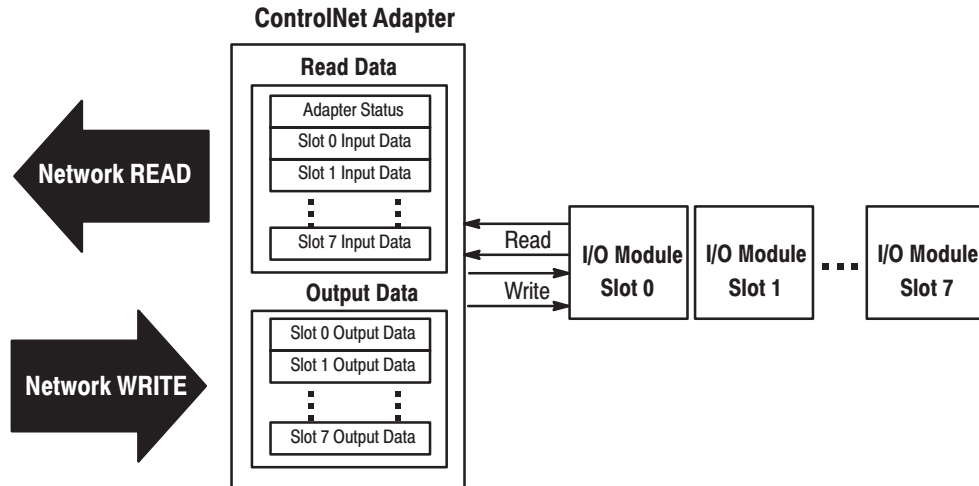 ControlNet Adapter
Read Data
Adapter Status
Slot 0 Input Data
Slot 1 Input Data
Slot 7 Input Data
Network READ
Read
Write
I/O Module
Slot 0
I/O Module
Slot 1
I/O Module
Slot 7
Output Data
Slot 0 Output Data
Slot 1 Output Data
Slot 7 Output Data
Network WRITE